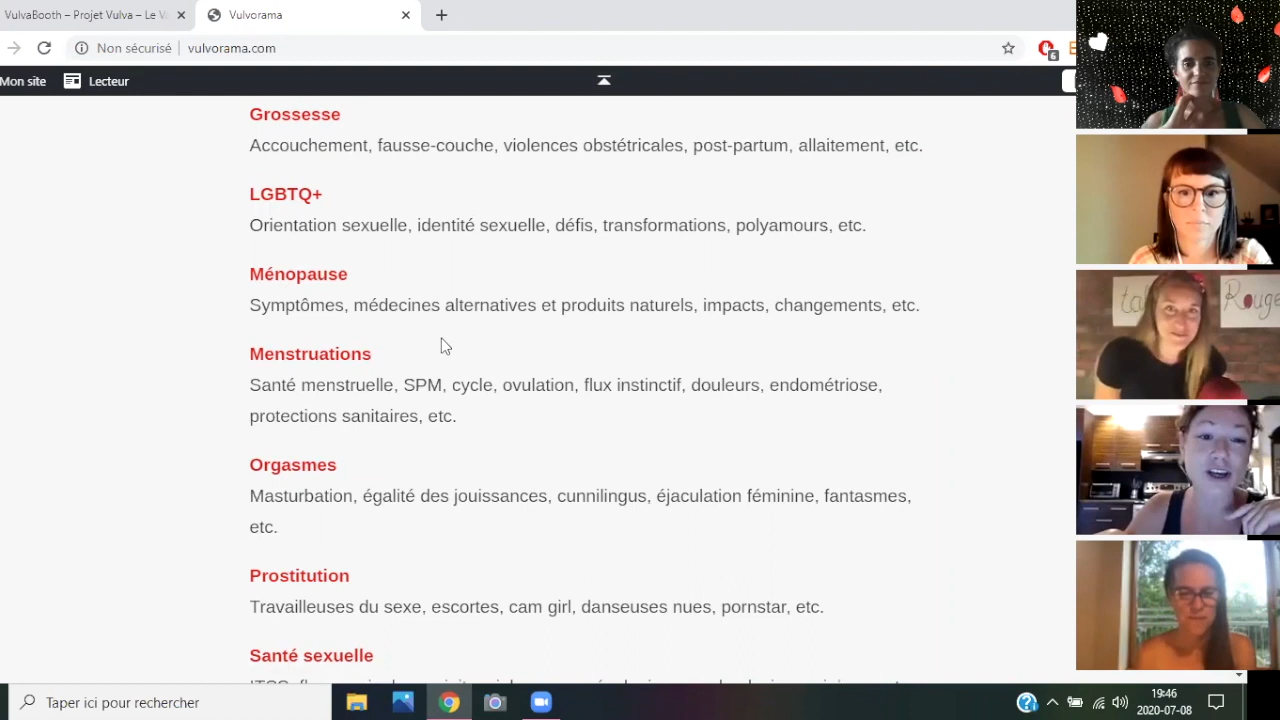 VulvaBooth – Projet Vulva – Le V
Vulvorama
Non sécurisé
vulvorama.com
6
Mon site
Lecteur
Grossesse
Accouchement, fausse-couche, violences obstétricales, post-partum, allaitement, etc.
LGBTQ+
Orientation sexuelle, identité sexuelle, défis, transformations, polyamours, etc.
Ménopause
Symptômes, médecines alternatives et produits naturels, impacts, changements, etc.
Menstruations
Santé menstruelle, SPM, cycle, ovulation, flux instinctif, douleurs, endométriose,
protections sanitaires, etc.
Orgasmes
Masturbation, égalité des jouissances, cunnilingus, éjaculation féminine, fantasmes,
etc.
Prostitution
Travailleuses du sexe, escortes, cam girl, danseuses nues, pornstar, etc.
Santé sexuelle
Rouge
Taper ici pour rechercher
19:46
2020-07-08